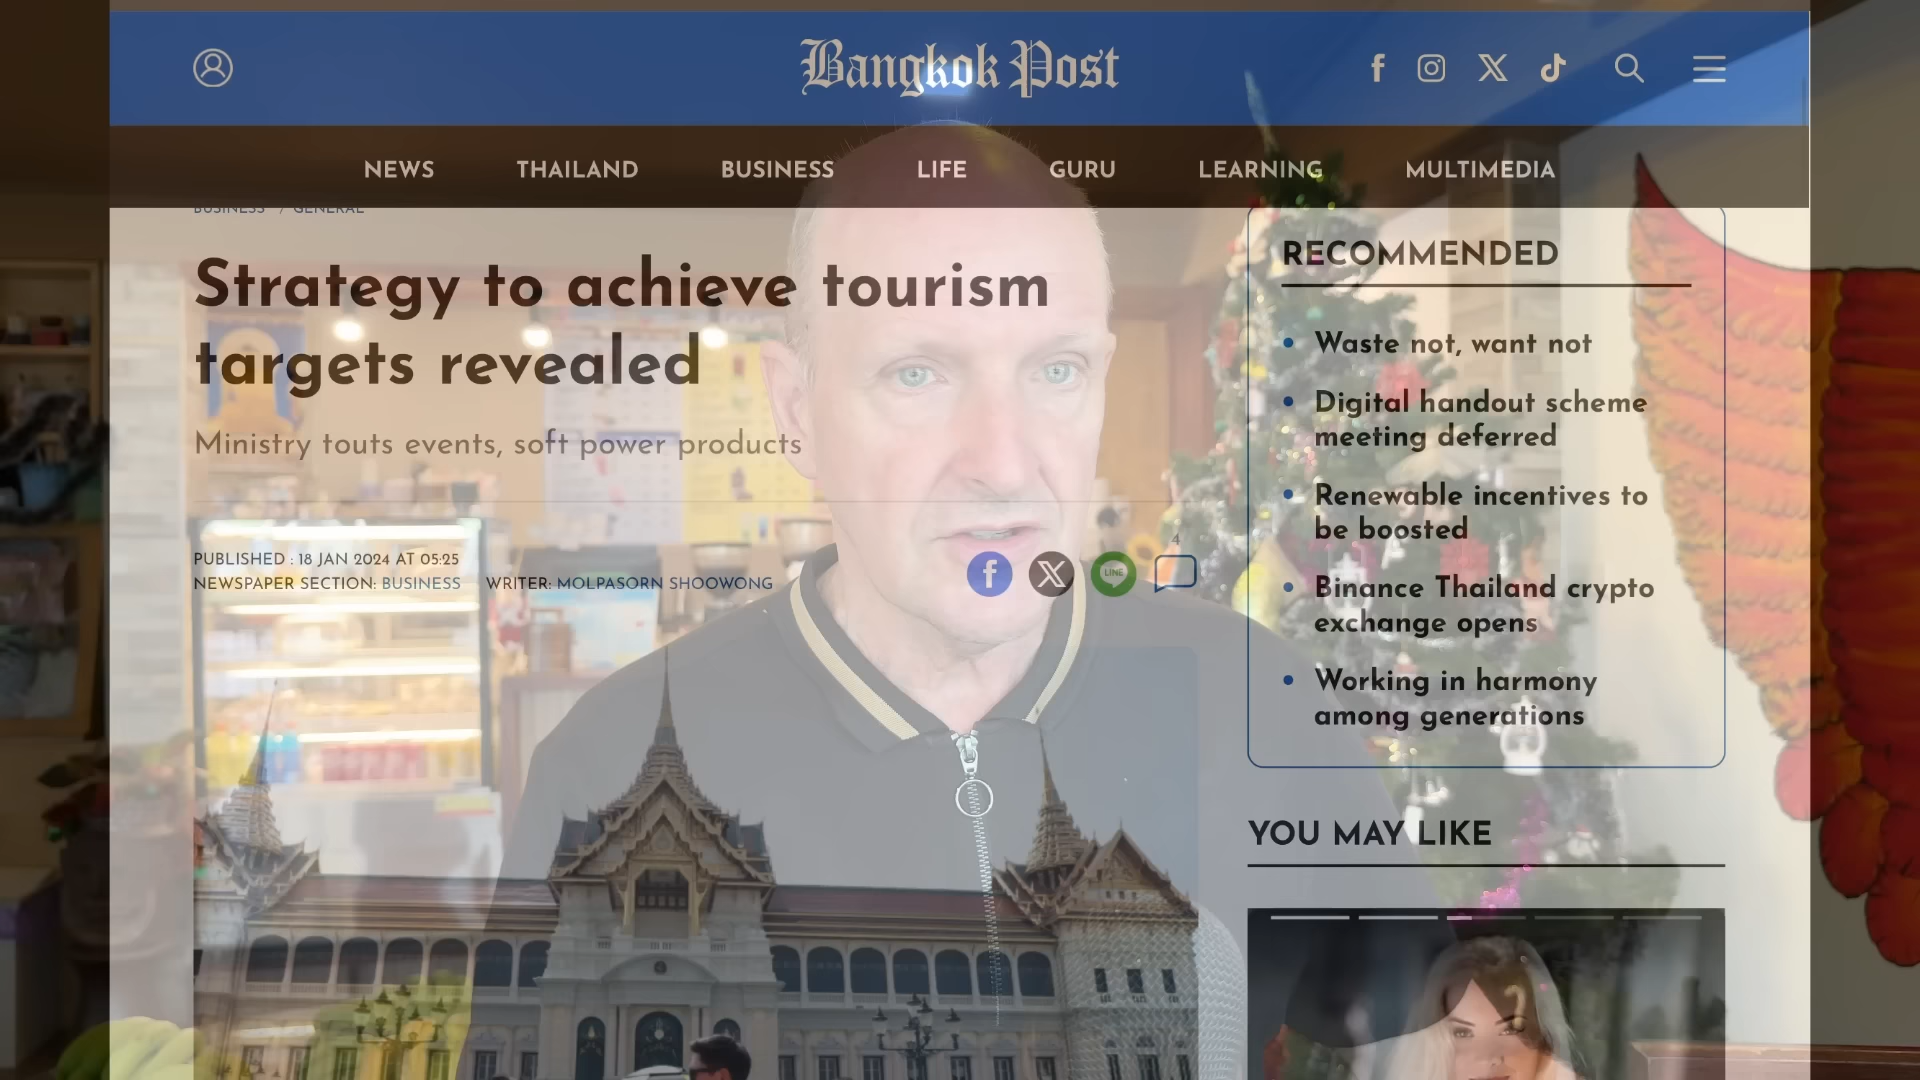 Bangkok Post
NEWS THAILAND BUSINESS LIFE GURU LEARNING MULTIMEDIA
BUSINESS / GENERAL
Strategy to achieve tourism
targets revealed
Ministry touts events, soft power products
PUBLISHED : 18 JAN 2024 AT 05:25
NEWSPAPER SECTION: BUSINESS WRITER: MOLPASORN SHOOWONG
LINE
4
RECOMMENDED
Waste not, want not
Digital handout scheme
meeting deferred
Renewable incentives to
be boosted
Binance Thailand crypto
exchange opens
Working in harmony
among generations
YOU MAY LIKE